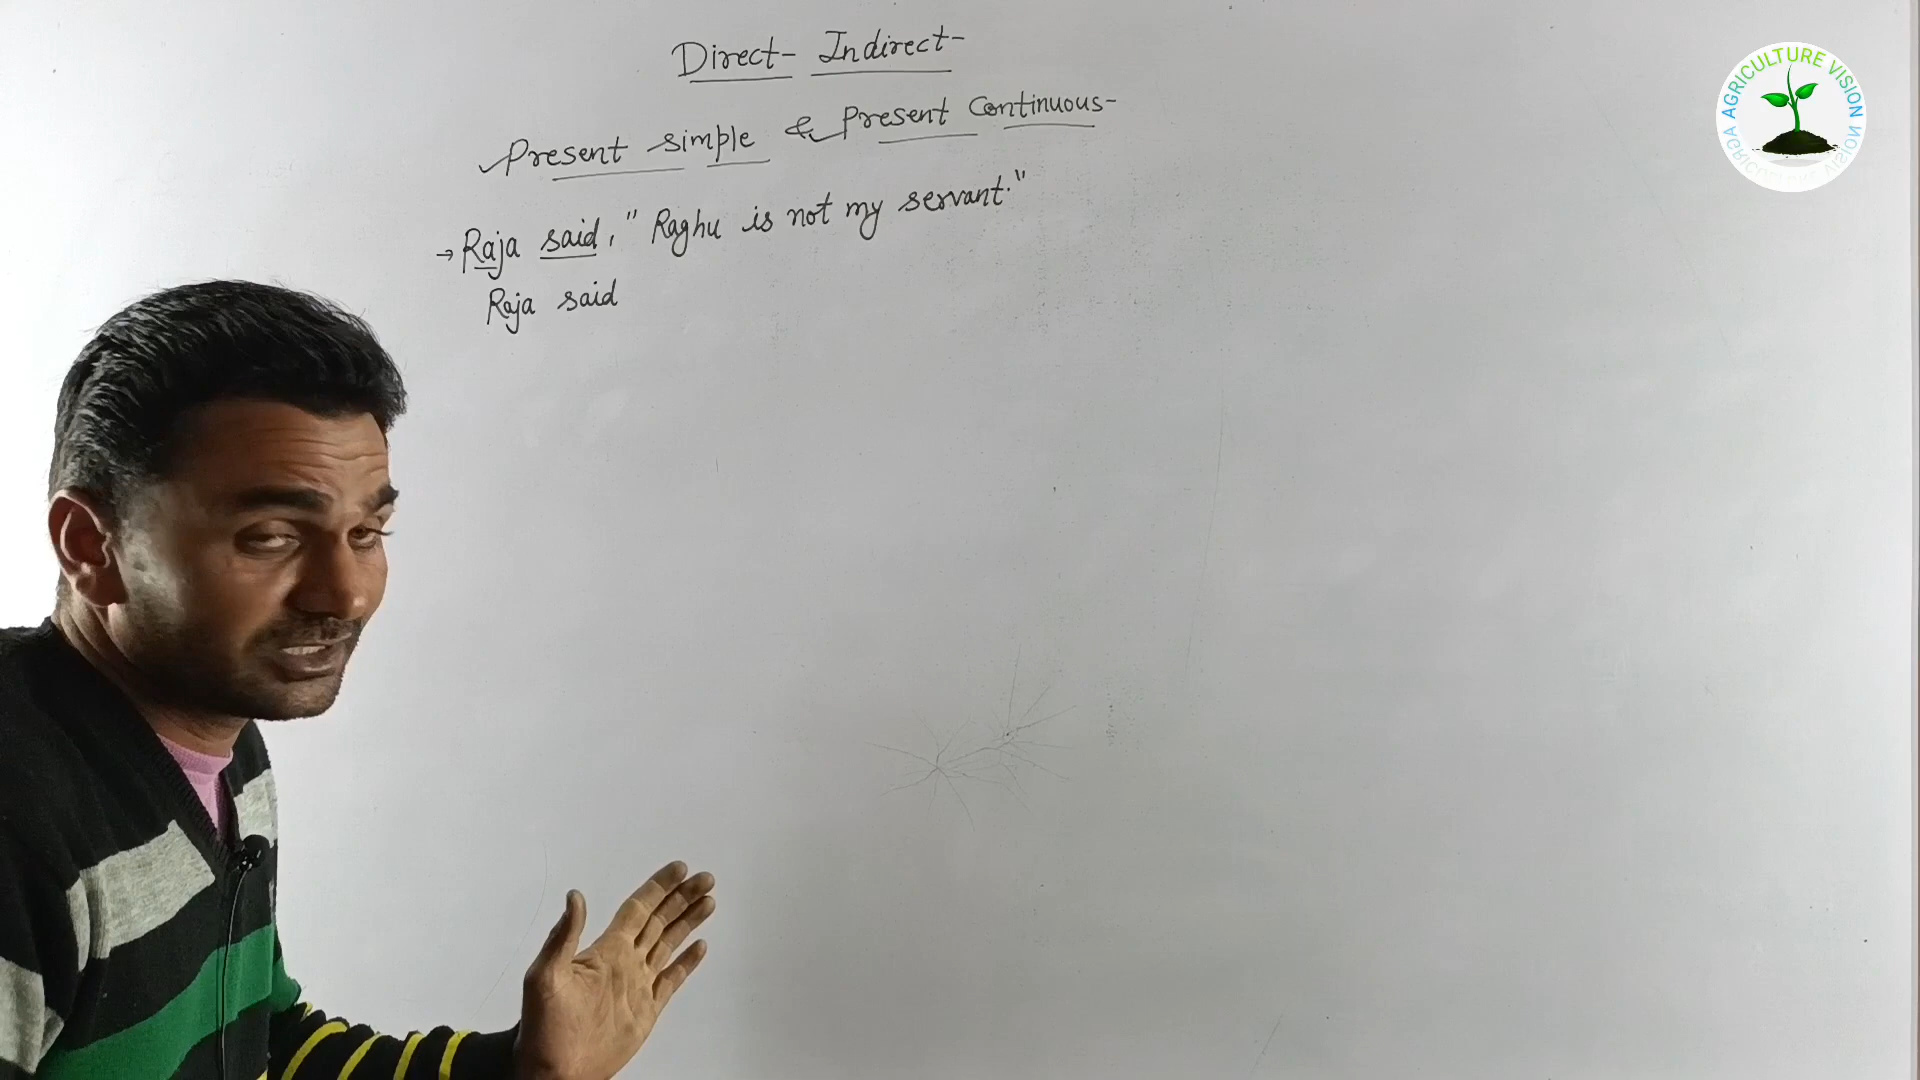 Direct- Indirect-
Present simple & Present Continuous-
→ Raja said, "Raghu is not my servant."
Raja said
AGRICULTURE VISION